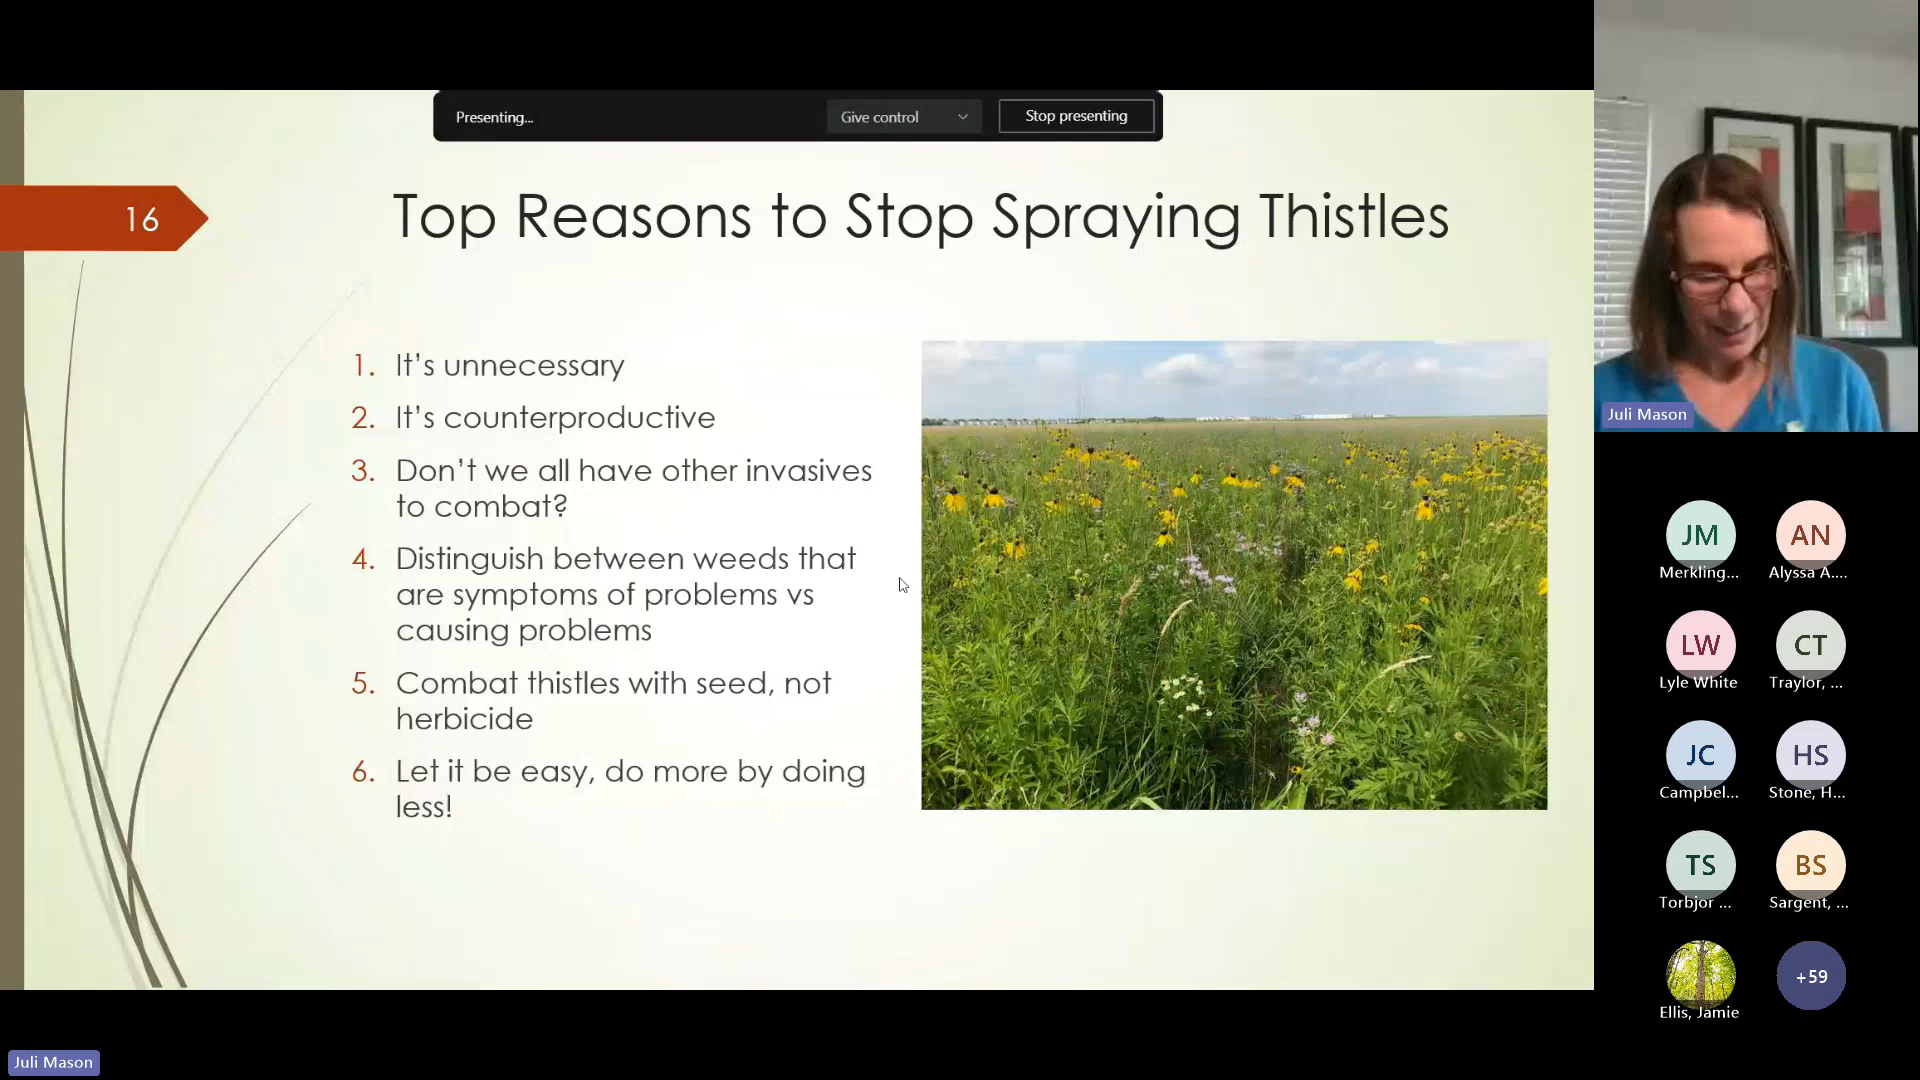 Presenting...
Give control
Stop presenting
16
Top Reasons to Stop Spraying Thistles
1. It’s unnecessary
2. It’s counterproductive
3. Don’t we all have other invasives
to combat?
4. Distinguish between weeds that
are symptoms of problems vs
causing problems
5. Combat thistles with seed, not
herbicide
6. Let it be easy, do more by doing
less!
Juli Mason
JM
Merkling...
AN
Alyssa A....
LW
Lyle White
CT
Traylor, ...
JC
Campbel...
HS
Stone, H...
TS
Torbjor ...
BS
Sargent, ...
Ellis, Jamie
+59
Juli Mason